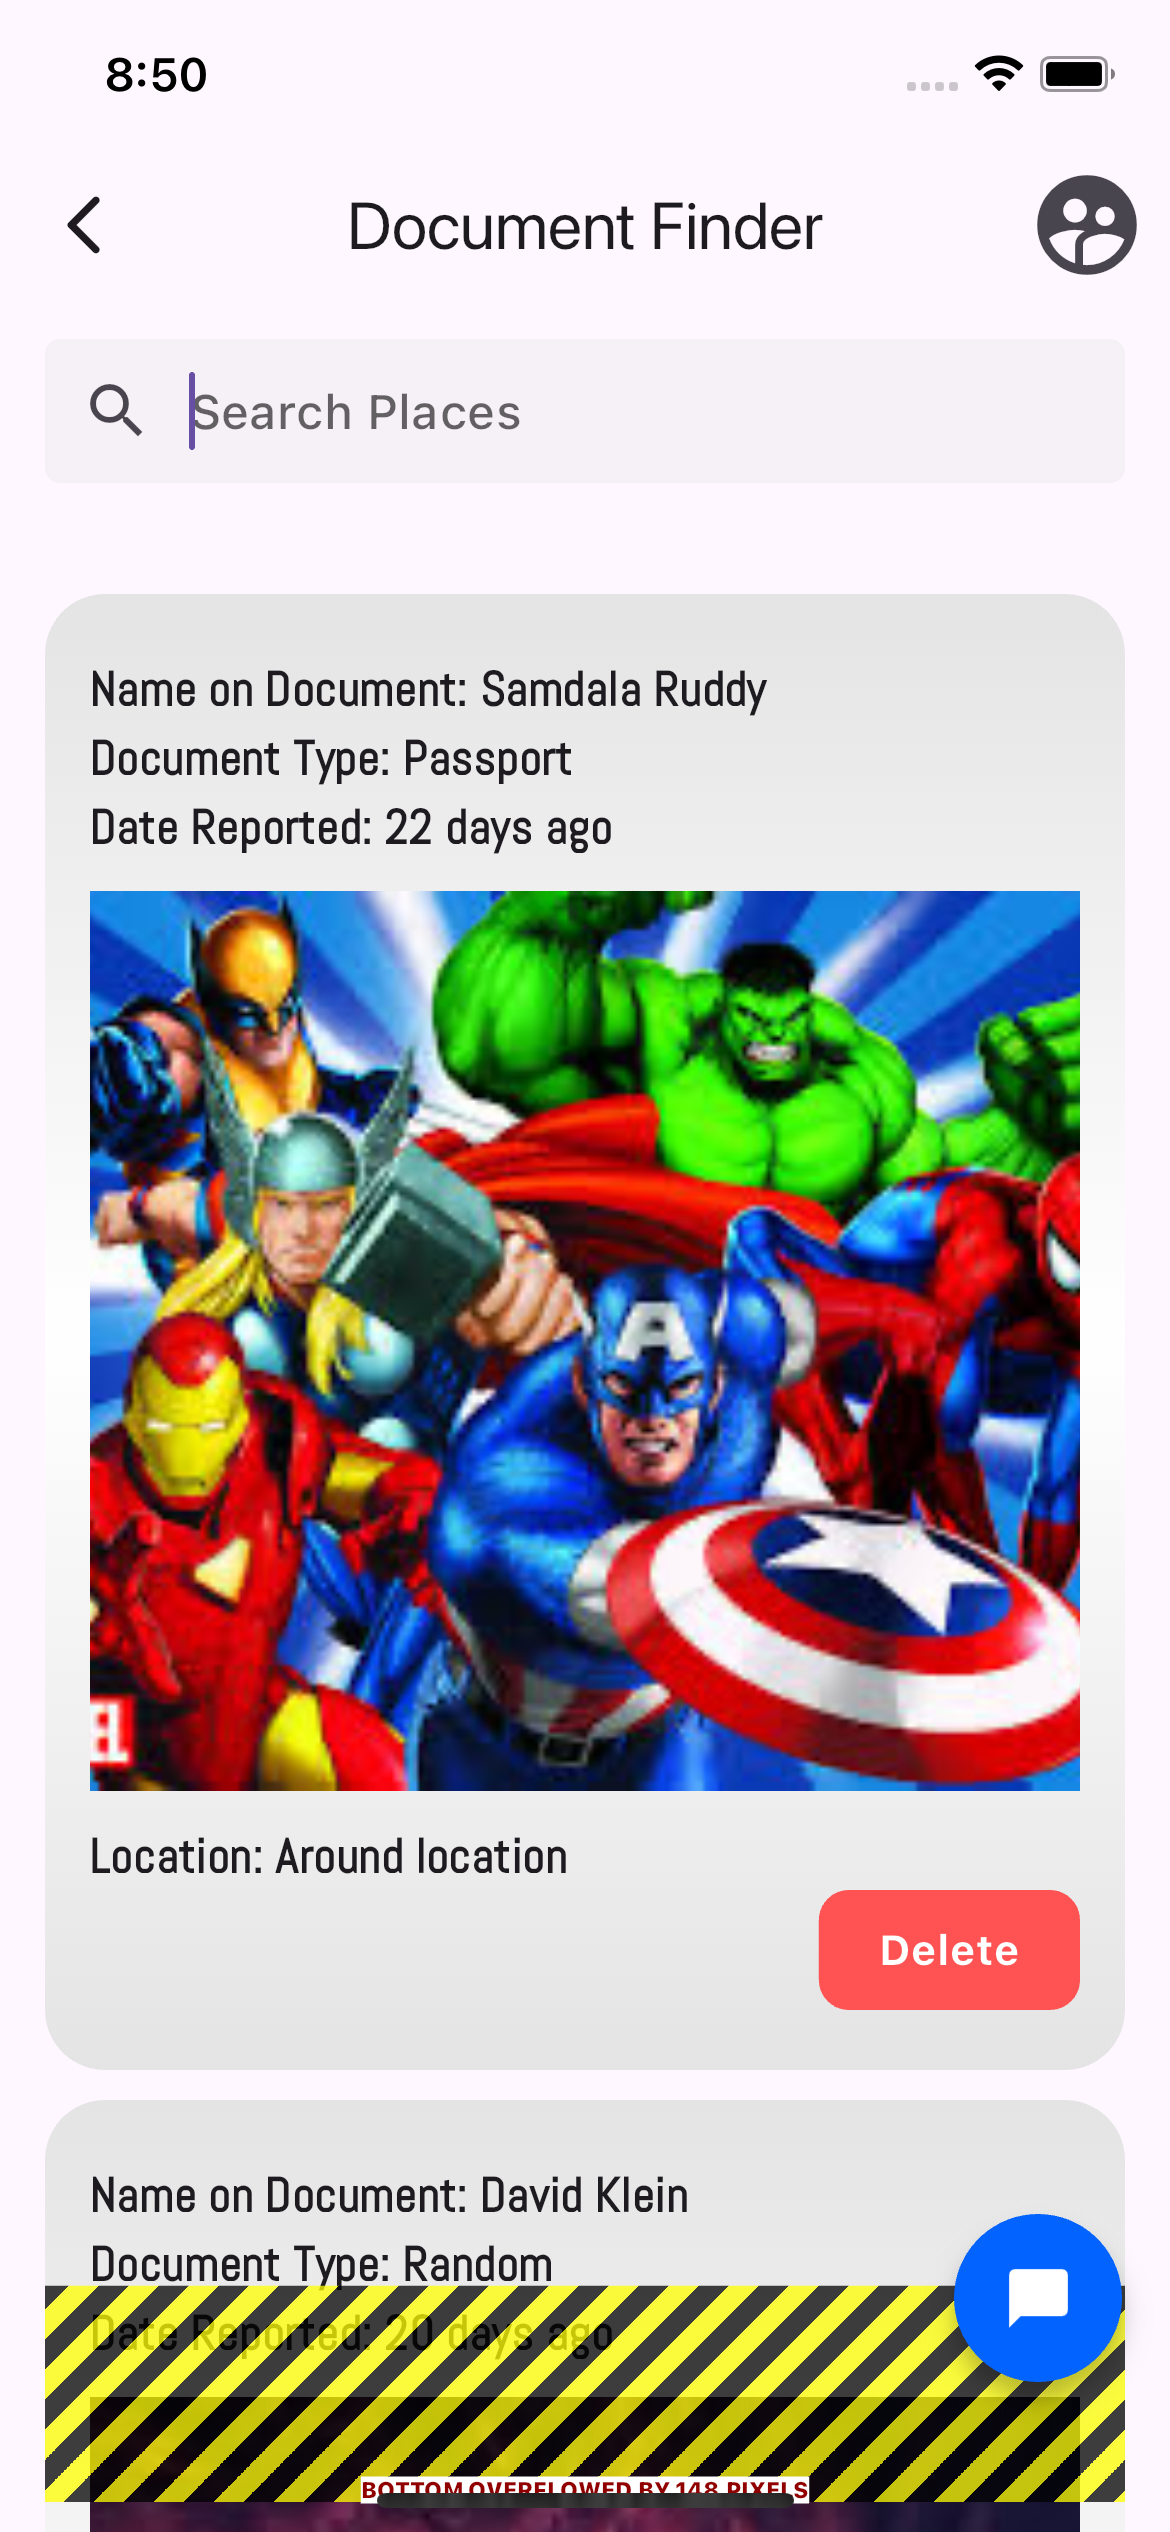 8:50
Document Finder
Search Places
Name on Document: Samdala Ruddy
Document Type: Passport
Date Reported: 22 days ago
A
EL
Location: Around location
Delete
Name on Document: David Klein
Document Type: Random
Date Reported: 20 days ago
BOTTOM OVERFLOWED BY 148 PIXELS